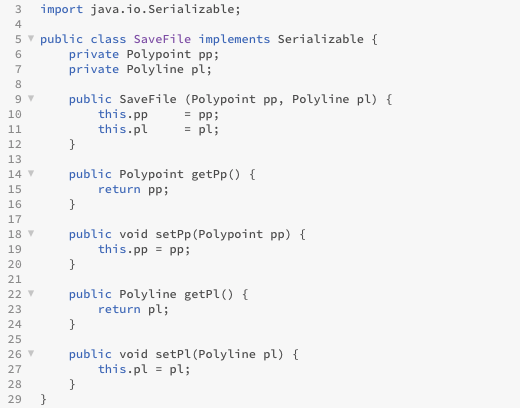 3 import java.io.Serializable;
4
5 public class SaveFile implements Serializable {
6     private Polypoint pp;
7     private Polyline pl;
8
9     public SaveFile (Polypoint pp, Polyline pl) {
10         this.pp     = pp;
11         this.pl     = pl;
12     }
13
14     public Polypoint getPp() {
15         return pp;
16     }
17
18     public void setPp(Polypoint pp) {
19         this.pp = pp;
20     }
21
22     public Polyline getPl() {
23         return pl;
24     }
25
26     public void setPl(Polyline pl) {
27         this.pl = pl;
28     }
29 }